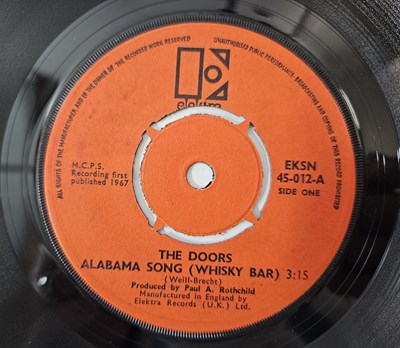 ALL RIGHTS OF THE MANUFACTURER AND OF THE OWNER OF THE RECORDED WORK RESERVED
UNAUTHORISED PUBLIC PERFORMANCE, BROADCASTING AND COPYING OF THIS RECORD PROHIBITED
elektra
M.C.P.S.
Recording first
published 1967
EKSN
45-012-A
SIDE ONE
THE DOORS
ALABAMA SONG (WHISKY BAR) 3:15
(Weill-Brecht)
Produced by Paul A. Rothchild
Manufactured in England by
Elektra Records (U.K.) Ltd.